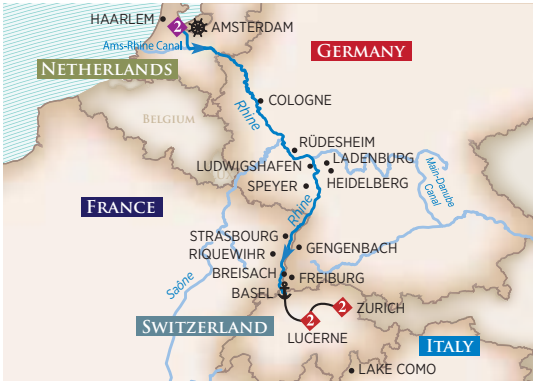 HAARLEM
2
AMSTERDAM
Ams-Rhine Canal
GERMANY
NETHERLANDS
COLOGNE
Rhine
BELGIUM
RÜDESHEIM
LADENBURG
LUDWIGSHAFEN
HEIDELBERG
SPEYER
Main-Danube
Canal
FRANCE
Rhine
STRASBOURG
GENGENBACH
RIQUEWIHR
BREISACH
FREIBURG
Saône
BASEL
2
ZURICH
2
SWITZERLAND
LUCERNE
ITALY
LAKE COMO